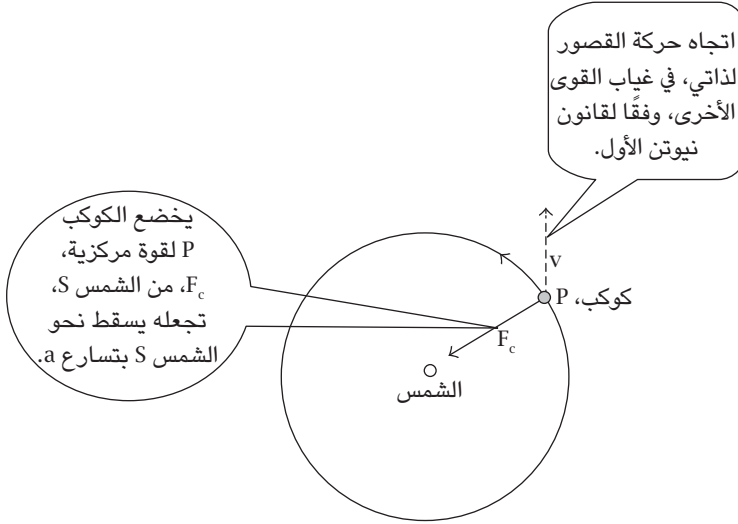 اتجاه حركة القصور
لذاتي، في غياب القوى
الأخرى، وفقًا لقانون
نيوتن الأول.
يخضع الكوكب
P لقوة مركزية،
F_c، من الشمس S،
تجعله يسقط نحو
الشمس S بتسارع a.
v
كوكب، P
F_c
الشمس